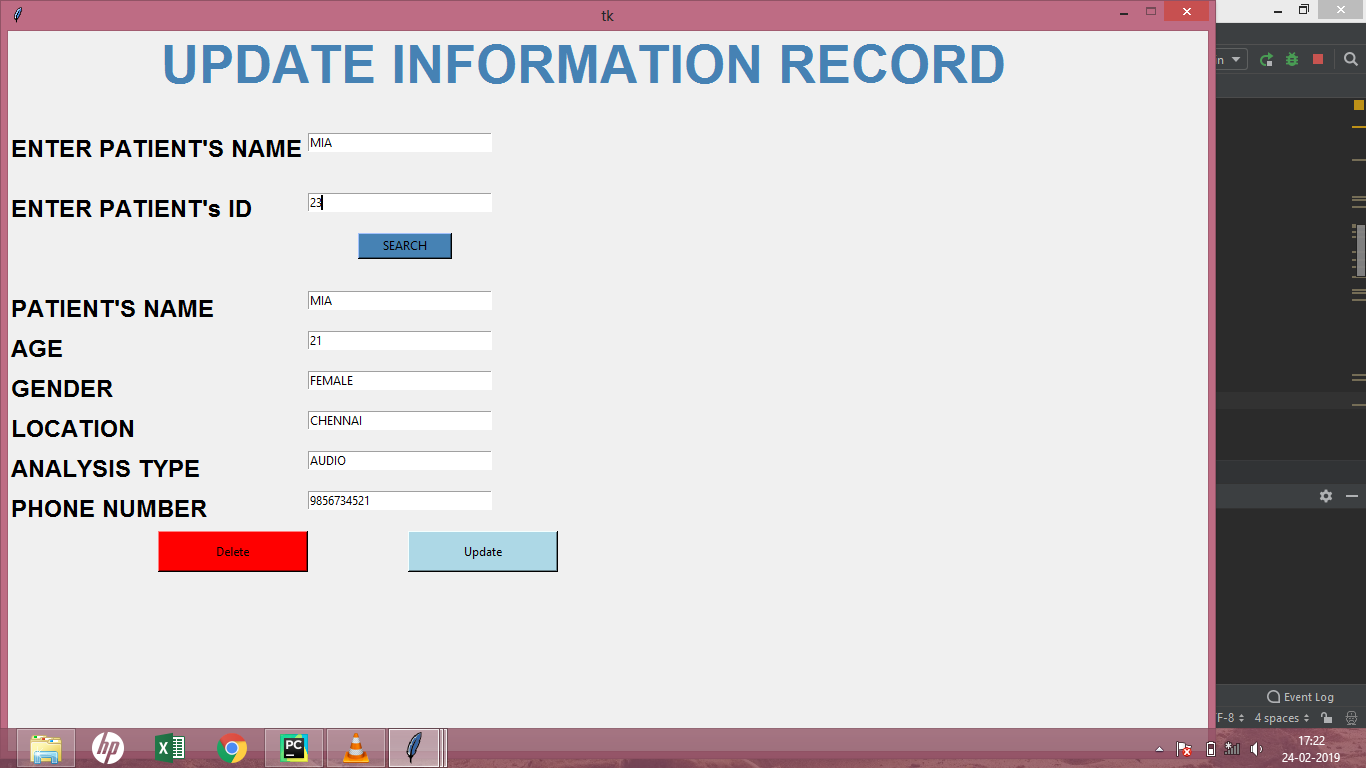 tk
UPDATE INFORMATION RECORD
ENTER PATIENT'S NAME MIA
ENTER PATIENT's ID 23
SEARCH
PATIENT'S NAME MIA
AGE 21
GENDER FEMALE
LOCATION CHENNAI
ANALYSIS TYPE AUDIO
PHONE NUMBER 9856734521
Delete Update
n
Event Log
F-8 4 spaces
hp
PC
17:22
24-02-2019